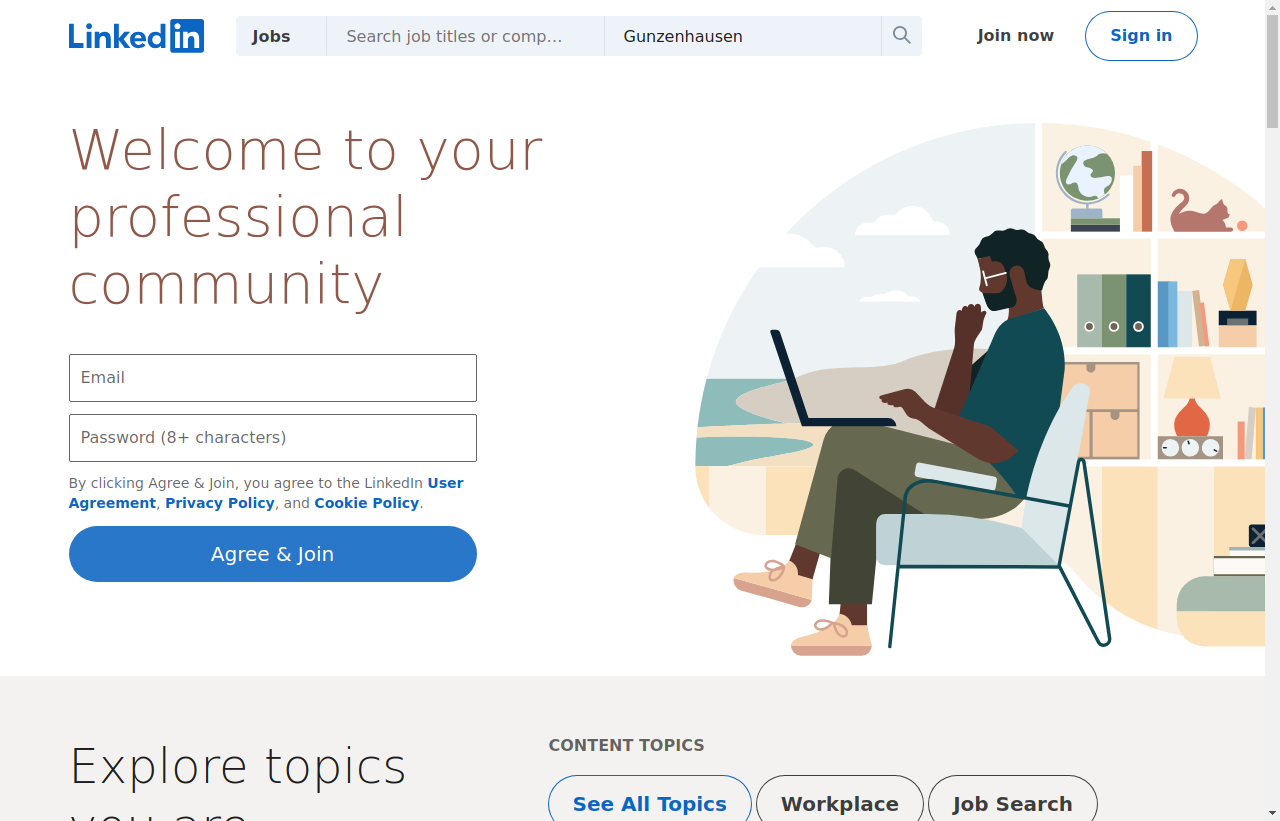 Linked in
Jobs
Search job titles or comp...
Gunzenhausen
Join now
Sign in
Welcome to your
professional
community
Email
Password (8+ characters)
By clicking Agree & Join, you agree to the LinkedIn User
Agreement, Privacy Policy, and Cookie Policy.
Agree & Join
Explore topics
you are
CONTENT TOPICS
See All Topics
Workplace
Job Search